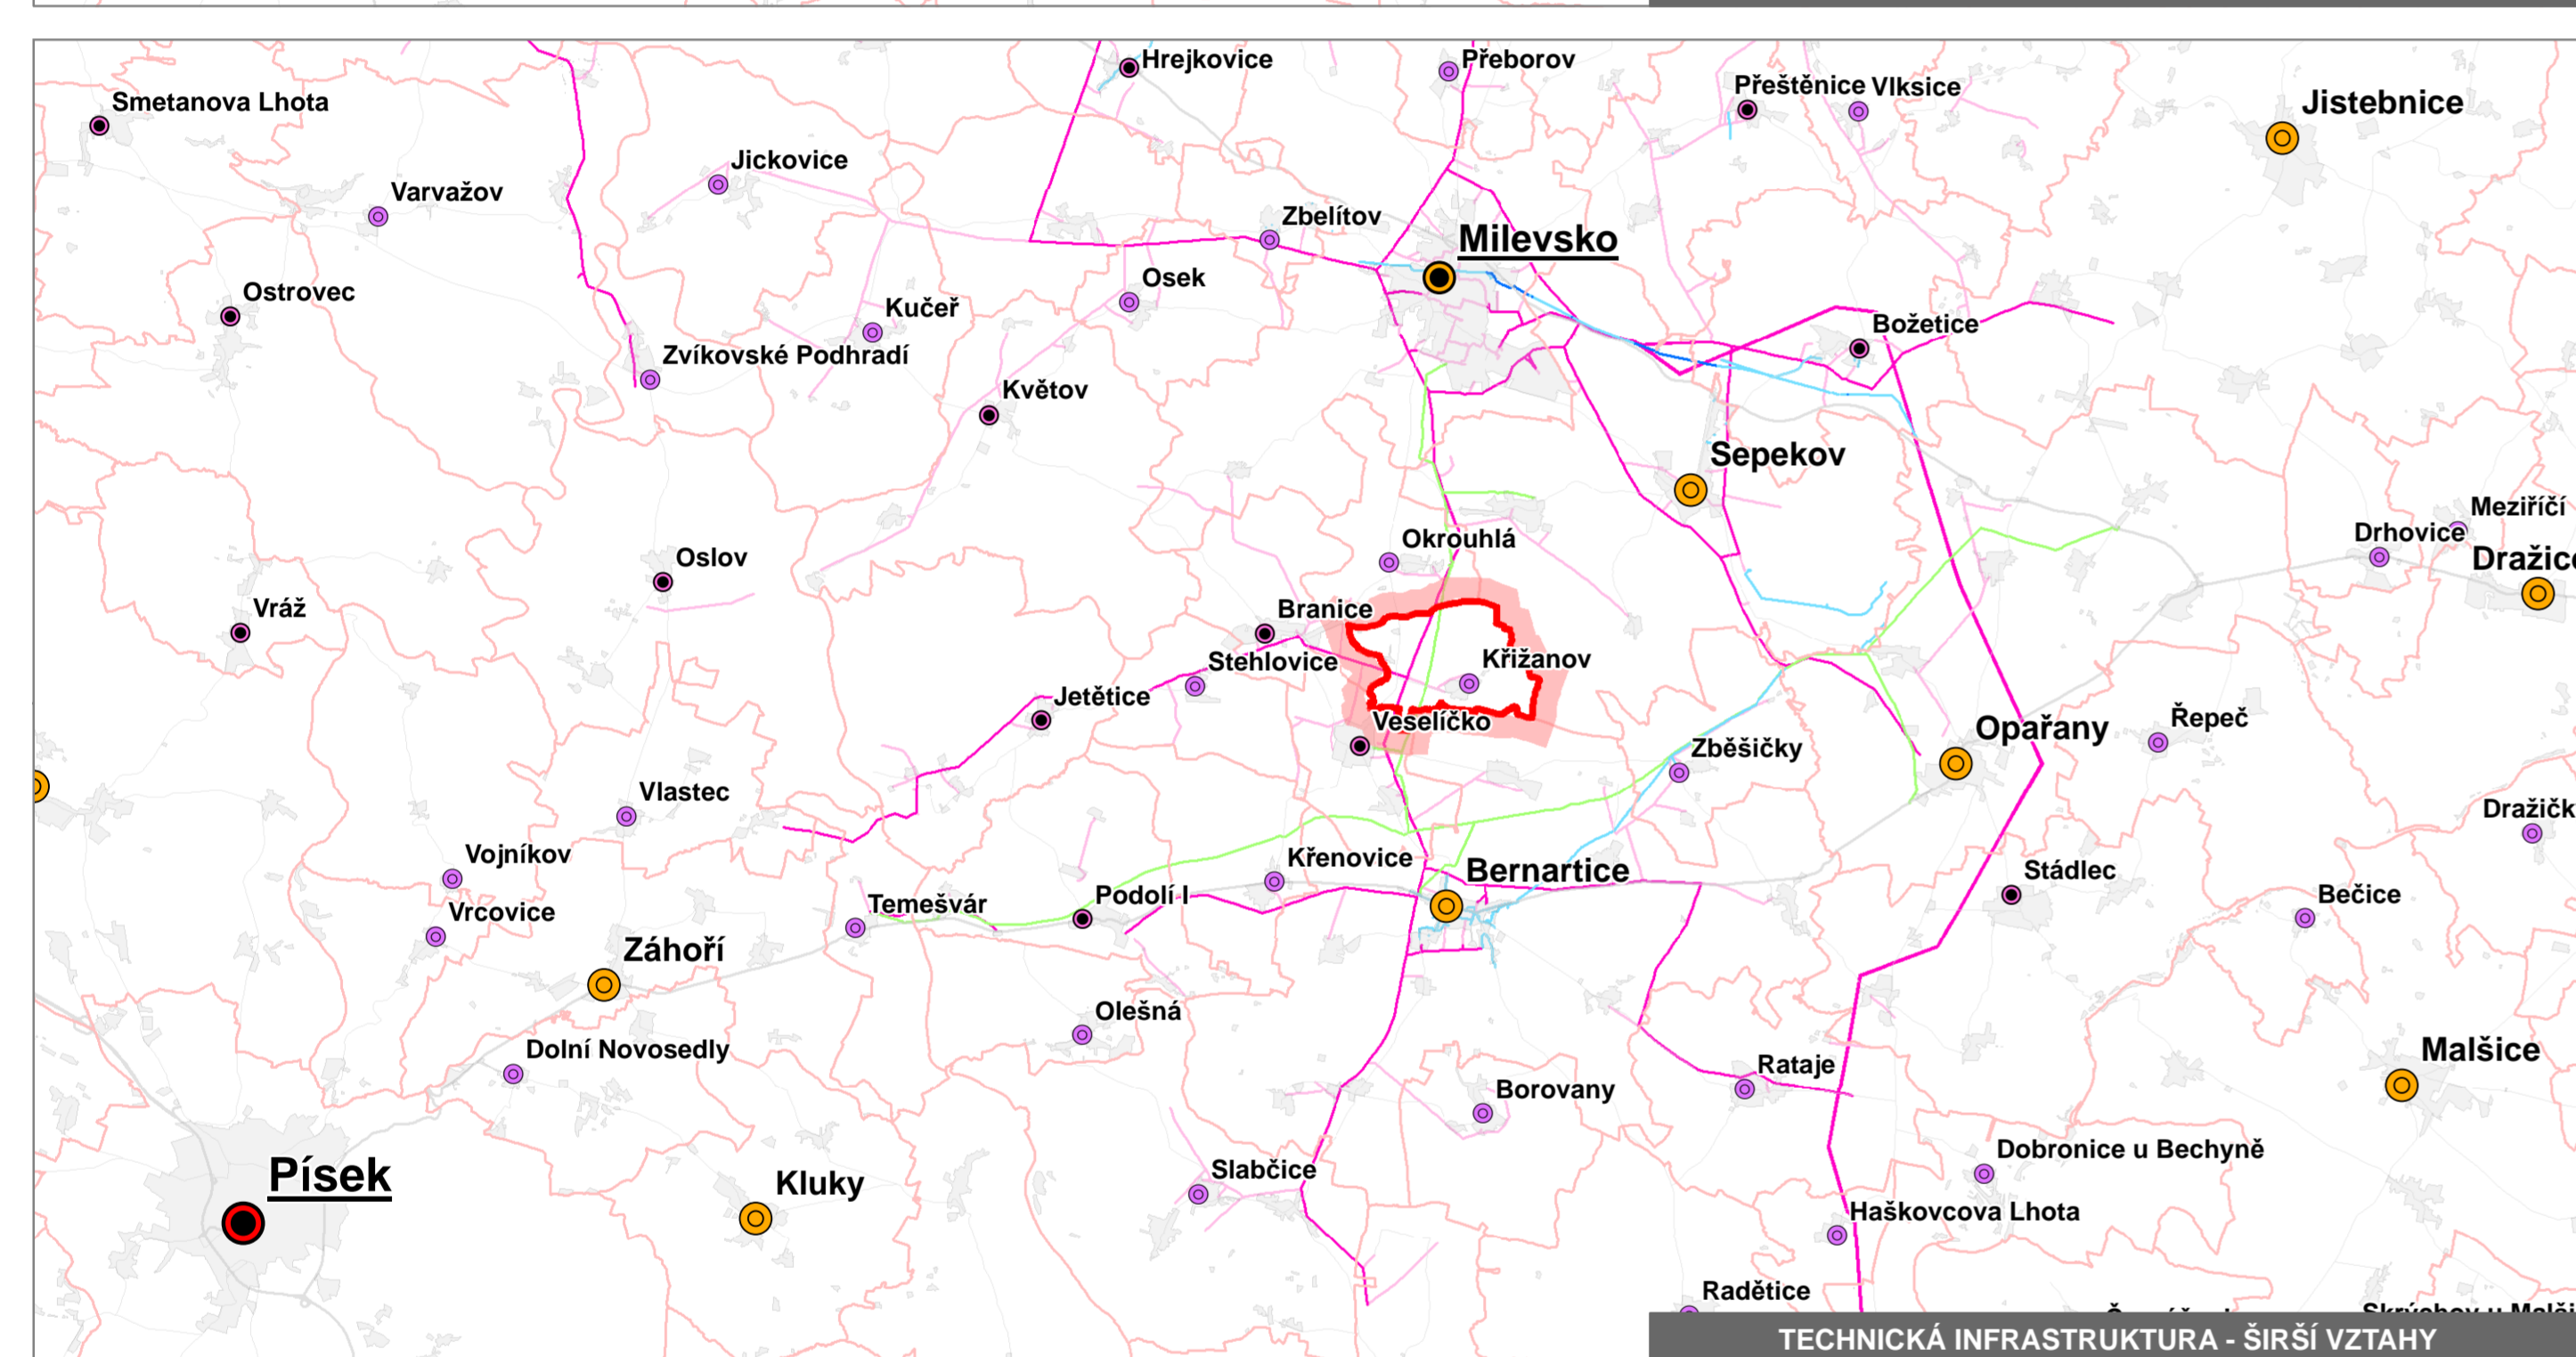 Hrejkovice
Přeborov
Přeštěnice
Vlksice
Smetanova Lhota
Jistebnice
Jickovice
Varvažov
Zbelítov
Milevsko
Osek
Ostrovec
Kučeř
Božetice
Zvíkovské Podhradí
Květov
Sepekov
Meziříčí
Drhovice
Okrouhlá
Oslov
Vráž
Branice
Křižanov
Stehlovice
Jetětice
Veselíčko
Řepeč
Opařany
Zběšičky
Vlastec
Vojníkov
Křenovice
Bernartice
Stádlec
Bečice
Podolí I
Temešvár
Vrcovice
Záhoří
Olešná
Dolní Novosedly
Malšice
Rataje
Borovany
Dobronice u Bechyně
Slabčice
Písek
Kluky
Haškovcova Lhota
Radětice
TECHNICKÁ INFRASTRUKTURA - ŠIRŠÍ VZTAHY